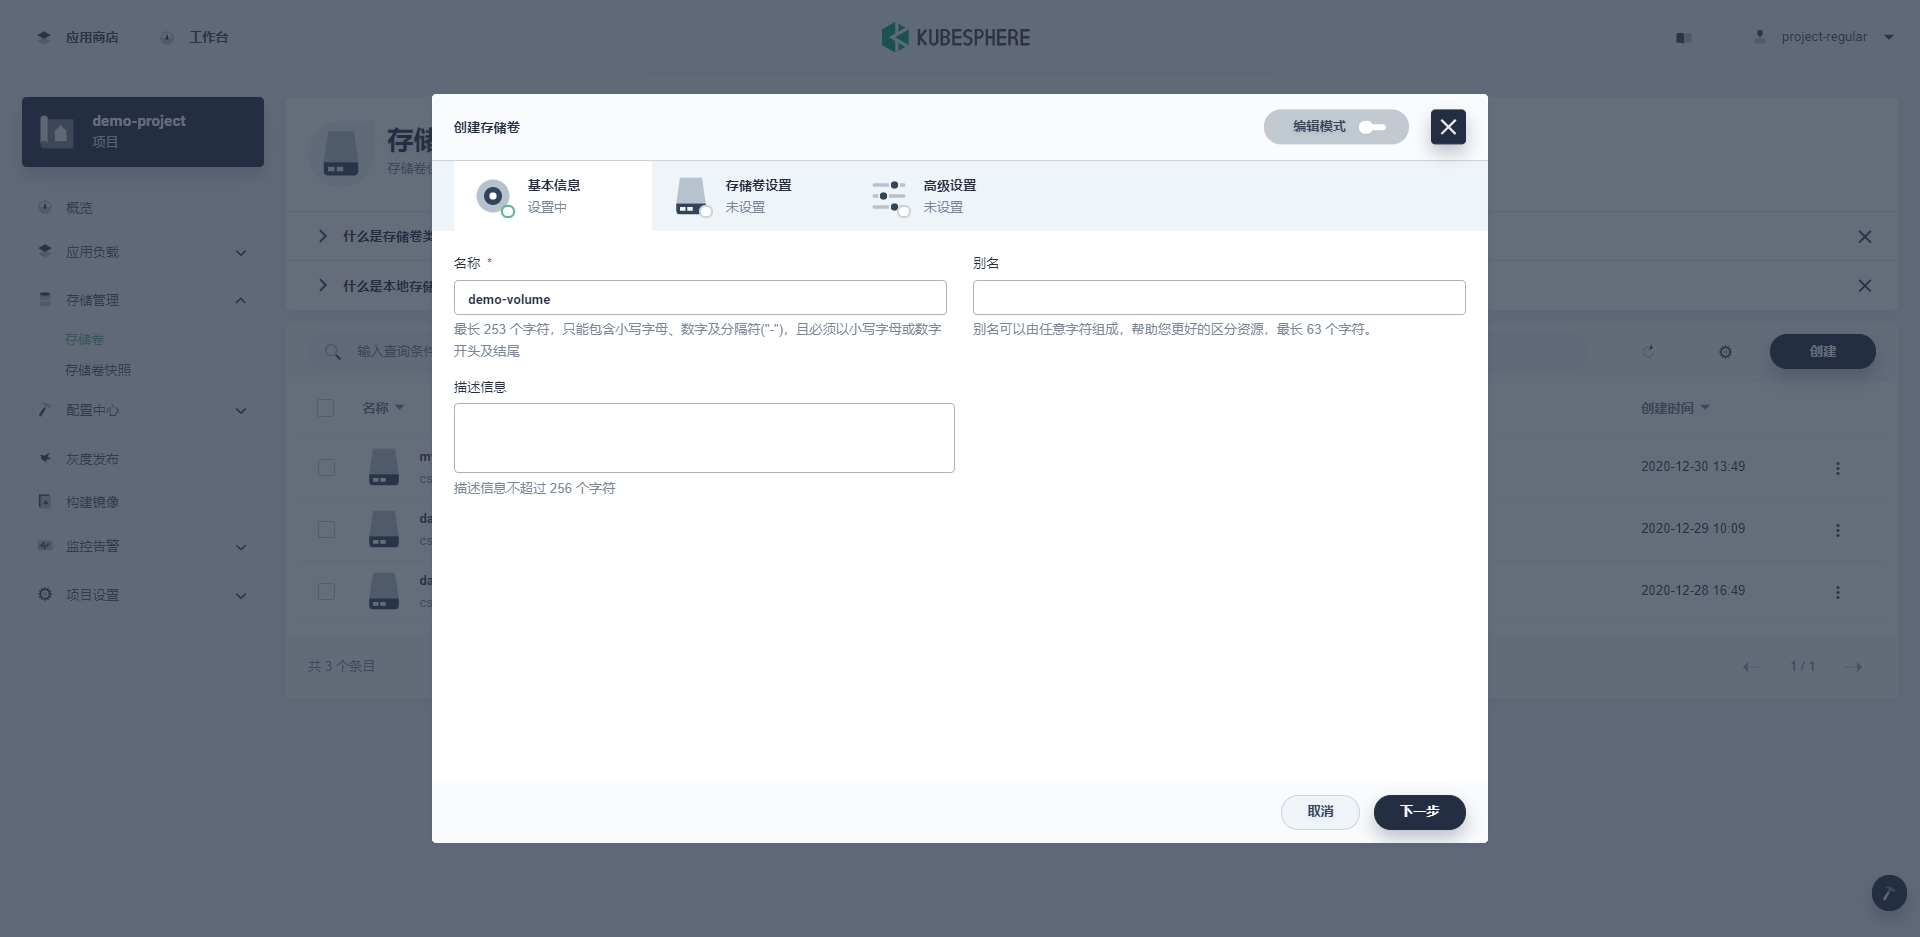 应用商店
工作台
KUBESPHERE
project-regular
demo-project
项目
概览
应用负载
存储管理
存储卷
存储卷快照
配置中心
灰度发布
构建镜像
监控告警
项目设置
存储
存储卷
什么是存储卷类
什么是本地存储
输入查询条件
创建
名称
创建时间
my
cs
2020-12-30 13:49
da
cs
2020-12-29 10:09
da
cs
2020-12-28 16:49
共 3 个条目
1 / 1
创建存储卷
编辑模式
基本信息
设置中
存储卷设置
未设置
高级设置
未设置
名称 *
demo-volume
最长 253 个字符，只能包含小写字母、数字及分隔符("-")，且必须以小写字母或数字
开头及结尾
别名
别名可以由任意字符组成，帮助您更好的区分资源，最长 63 个字符。
描述信息
描述信息不超过 256 个字符
取消
下一步